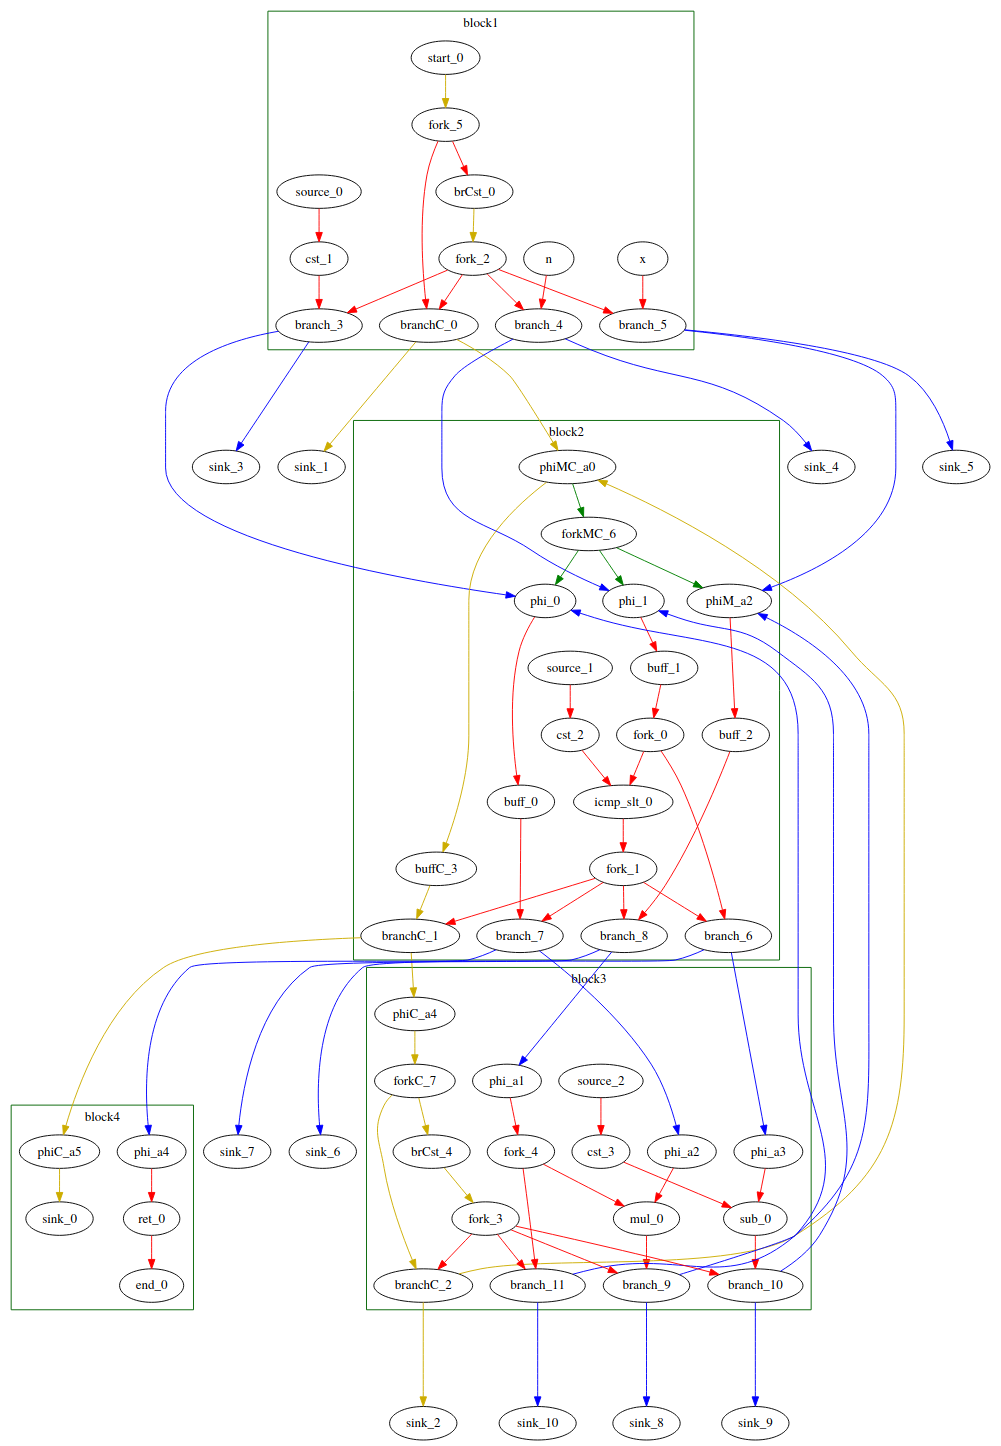 block1
start_0
fork_5
source_0
brCst_0
cst_1
fork_2
n
x
branch_3
branchC_0
branch_4
branch_5
block2
sink_3
sink_1
phiMC_a0
sink_4
sink_5
forkMC_6
phi_0
phi_1
phiM_a2
source_1
buff_1
cst_2
fork_0
buff_2
buff_0
icmp_slt_0
buffC_3
fork_1
branchC_1
branch_7
branch_8
branch_6
block3
phiC_a4
forkC_7
phi_a1
source_2
block4
phiC_a5
phi_a4
sink_7
sink_6
brCst_4
fork_4
cst_3
phi_a2
phi_a3
sink_0
ret_0
fork_3
mul_0
sub_0
end_0
branchC_2
branch_11
branch_9
branch_10
sink_2
sink_10
sink_8
sink_9